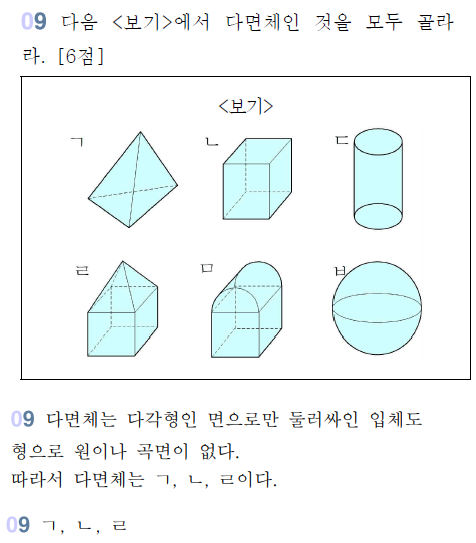 09 다음 <보기>에서 다면체인 것을 모두 골라
라. [6점]
<보기>
ㄱ ㄴ ㄷ
ㄹ ㅁ ㅂ
09 다면체는 다각형인 면으로만 둘러싸인 입체도
형으로 원이나 곡면이 없다.
따라서 다면체는 ㄱ, ㄴ, ㄹ이다.
09 ㄱ, ㄴ, ㄹ